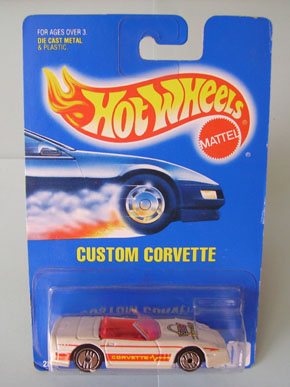 FOR AGES OVER 3
DIE CAST METAL
& PLASTIC
HOT WHEELS
MATTEL
CUSTOM CORVETTE
CORVETTE